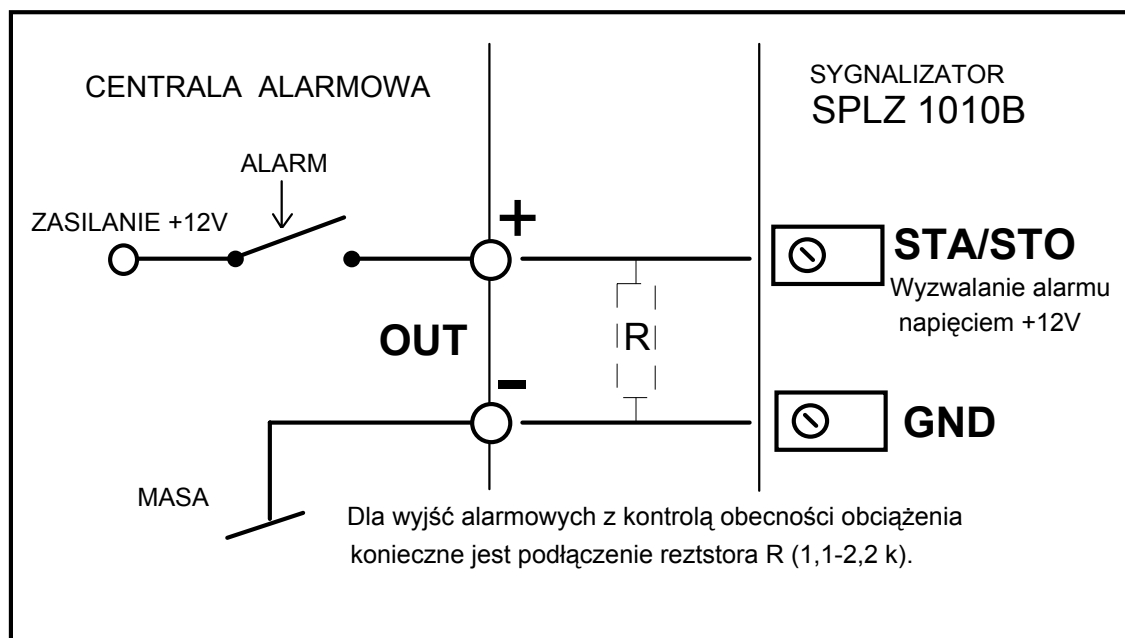 CENTRALA ALARMOWA
SYGNALIZATOR
SPLZ 1010B
ALARM
ZASILANIE +12V
+
STA/STO
Wyzwalanie alarmu
napięciem +12V
OUT
R
-
GND
MASA
Dla wyjść alarmowych z kontrolą obecności obciążenia
konieczne jest podłączenie reztstora R (1,1-2,2 k).